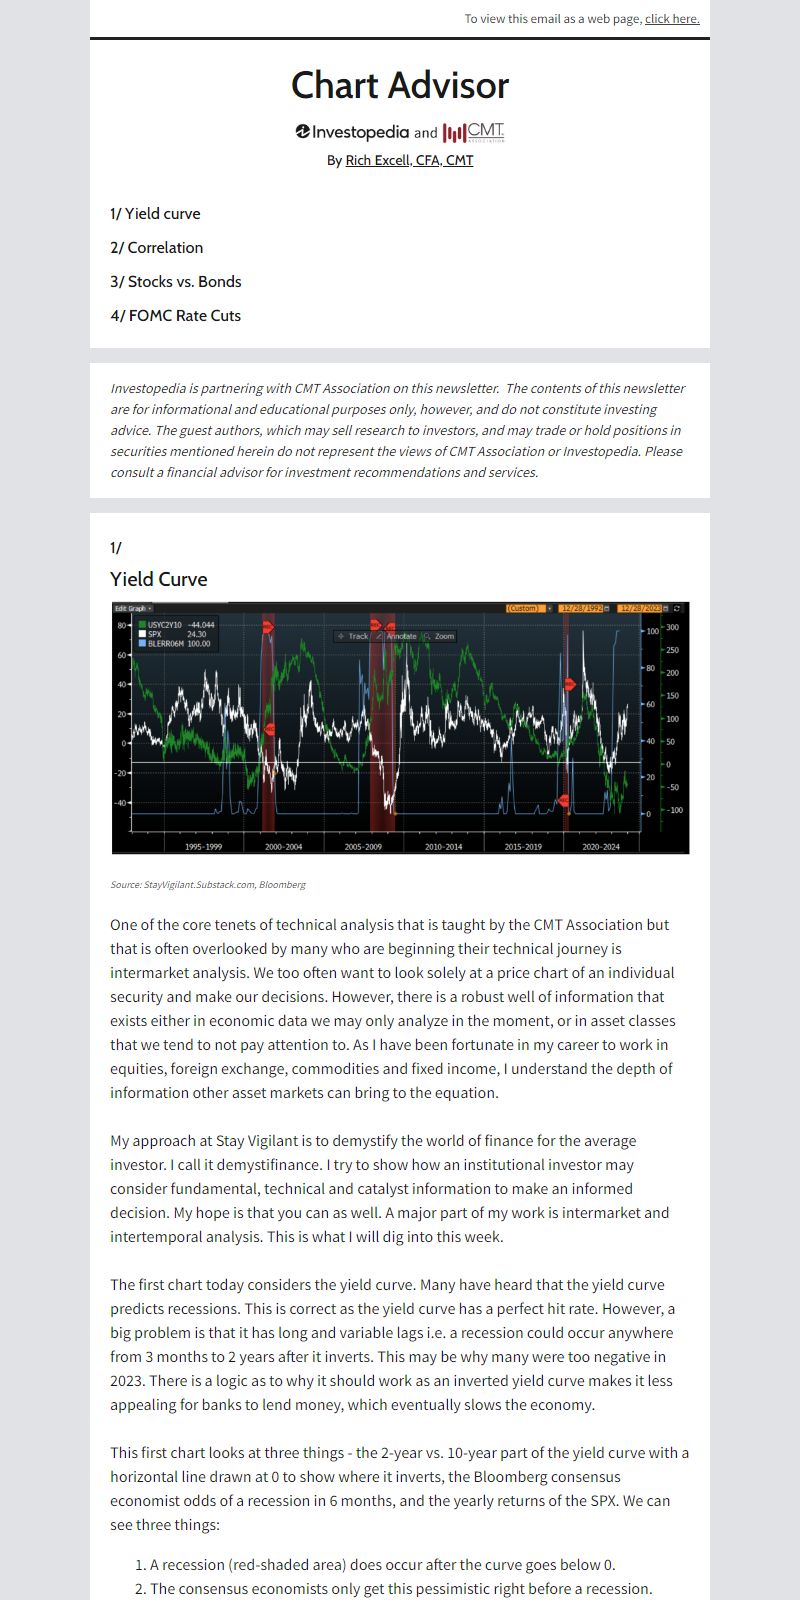 To view this email as a web page, click here.
Chart Advisor
Investopedia and CMT ASSOCIATION
By Rich Excell, CFA, CMT
1/ Yield curve
2/ Correlation
3/ Stocks vs. Bonds
4/ FOMC Rate Cuts
Investopedia is partnering with CMT Association on this newsletter. The contents of this newsletter
are for informational and educational purposes only, however, and do not constitute investing
advice. The guest authors, which may sell research to investors, and may trade or hold positions in
securities mentioned herein do not represent the views of CMT Association or Investopedia. Please
consult a financial advisor for investment recommendations and services.
1/
Yield Curve
Edit Graph (Custom) 12/28/1992 12/28/2023
USYC2Y10 -44.044
SPX 24.30
BLERR06M 100.00
Track Annotate Zoom
80 100 300
250
60 80
200
40 60 150
100
20 40
50
0 0
-20 20
-50
-40 0 -100
1995-1999 2000-2004 2005-2009 2010-2014 2015-2019 2020-2024
Source: StayVigilant.Substack.com, Bloomberg
One of the core tenets of technical analysis that is taught by the CMT Association but
that is often overlooked by many who are beginning their technical journey is
intermarket analysis. We too often want to look solely at a price chart of an individual
security and make our decisions. However, there is a robust well of information that
exists either in economic data we may only analyze in the moment, or in asset classes
that we tend to not pay attention to. As I have been fortunate in my career to work in
equities, foreign exchange, commodities and fixed income, I understand the depth of
information other asset markets can bring to the equation.
My approach at Stay Vigilant is to demystify the world of finance for the average
investor. I call it demystifinance. I try to show how an institutional investor may
consider fundamental, technical and catalyst information to make an informed
decision. My hope is that you can as well. A major part of my work is intermarket and
intertemporal analysis. This is what I will dig into this week.
The first chart today considers the yield curve. Many have heard that the yield curve
predicts recessions. This is correct as the yield curve has a perfect hit rate. However, a
big problem is that it has long and variable lags i.e. a recession could occur anywhere
from 3 months to 2 years after it inverts. This may be why many were too negative in
2023. There is a logic as to why it should work as an inverted yield curve makes it less
appealing for banks to lend money, which eventually slows the economy.
This first chart looks at three things - the 2-year vs. 10-year part of the yield curve with a
horizontal line drawn at 0 to show where it inverts, the Bloomberg consensus
economist odds of a recession in 6 months, and the yearly returns of the SPX. We can
see three things:
1. A recession (red-shaded area) does occur after the curve goes below 0.
2. The consensus economists only get this pessimistic right before a recession.